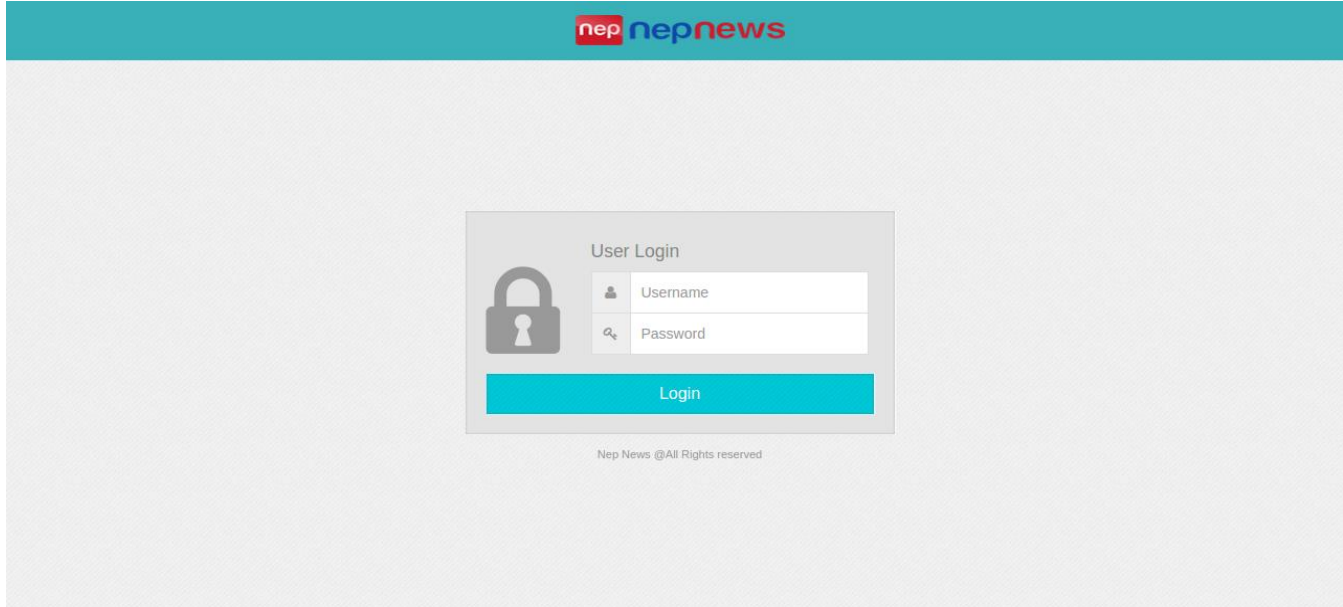 nep nepnews
User Login
Username
Password
Login
Nep News @All Rights reserved